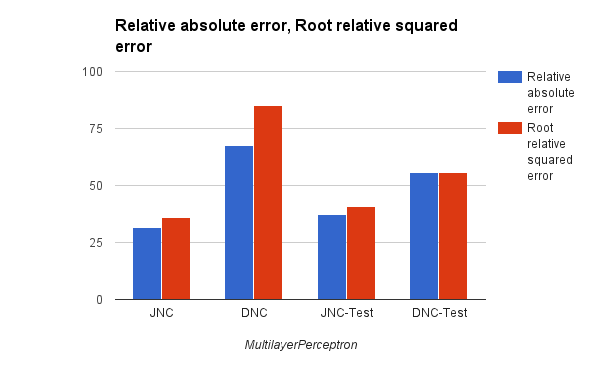 Relative absolute error, Root relative squared
error
100
75
50
25
0
JNC
DNC
JNC-Test
DNC-Test
MultilayerPerceptron
Relative
absolute
error
Root
relative
squared
error